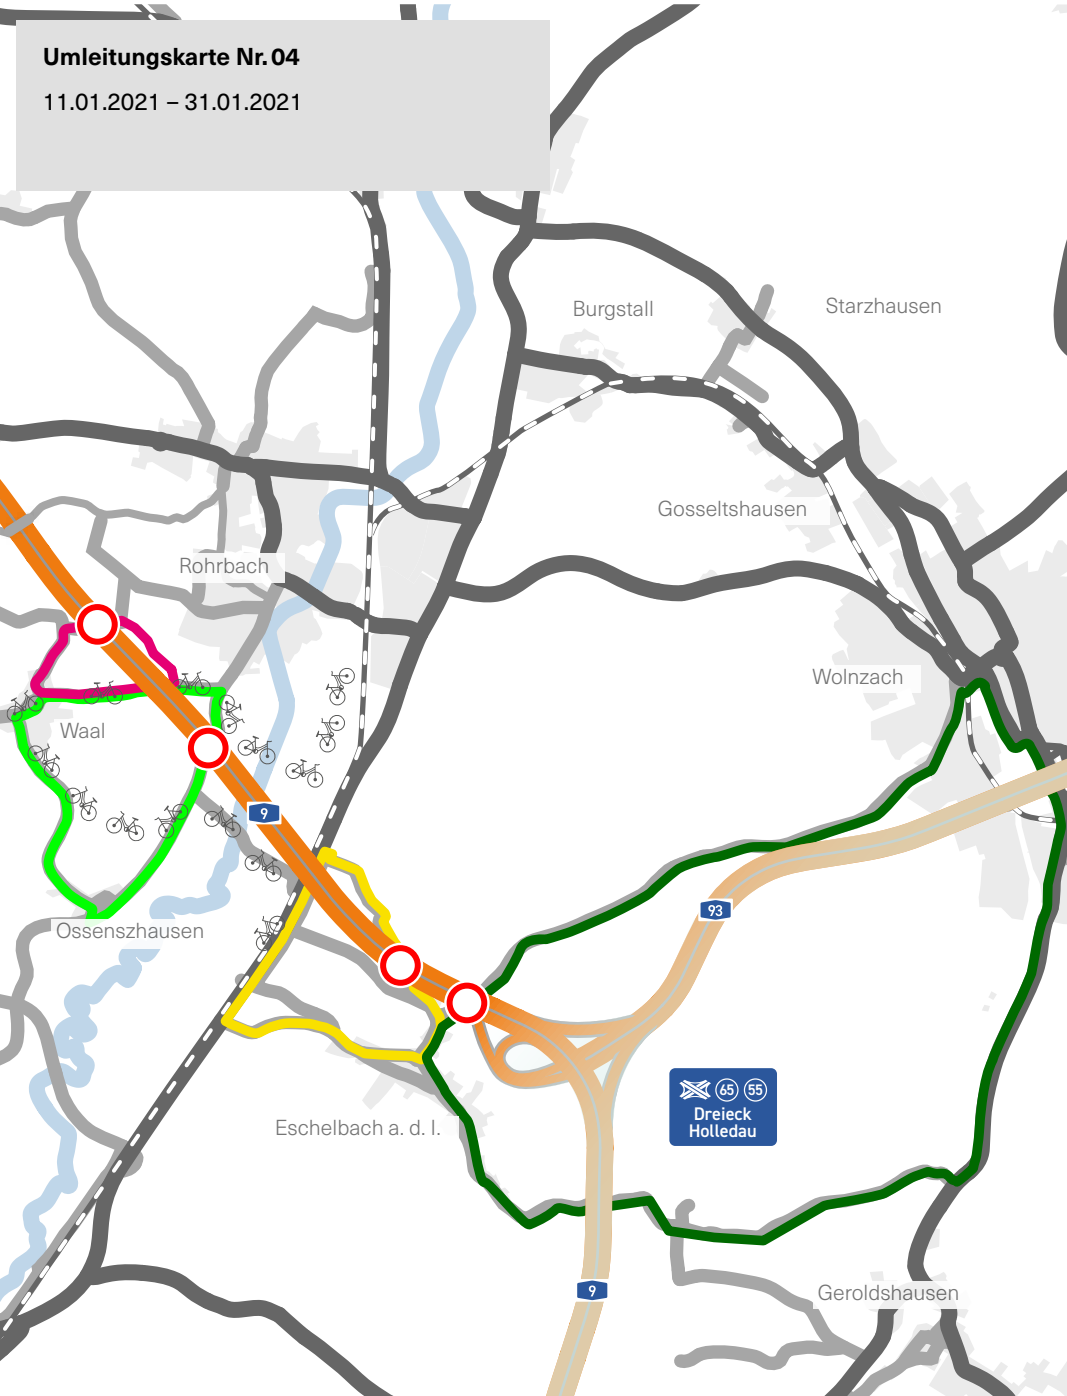 Umleitungskarte Nr. 04
11.01.2021 – 31.01.2021
Burgstall
Starzhausen
Gosseltshausen
Rohrbach
Wolnzach
Waal
9
93
Ossenszhausen
65 55
Dreieck
Holledau
Eschelbach a. d. I.
9
Geroldshausen